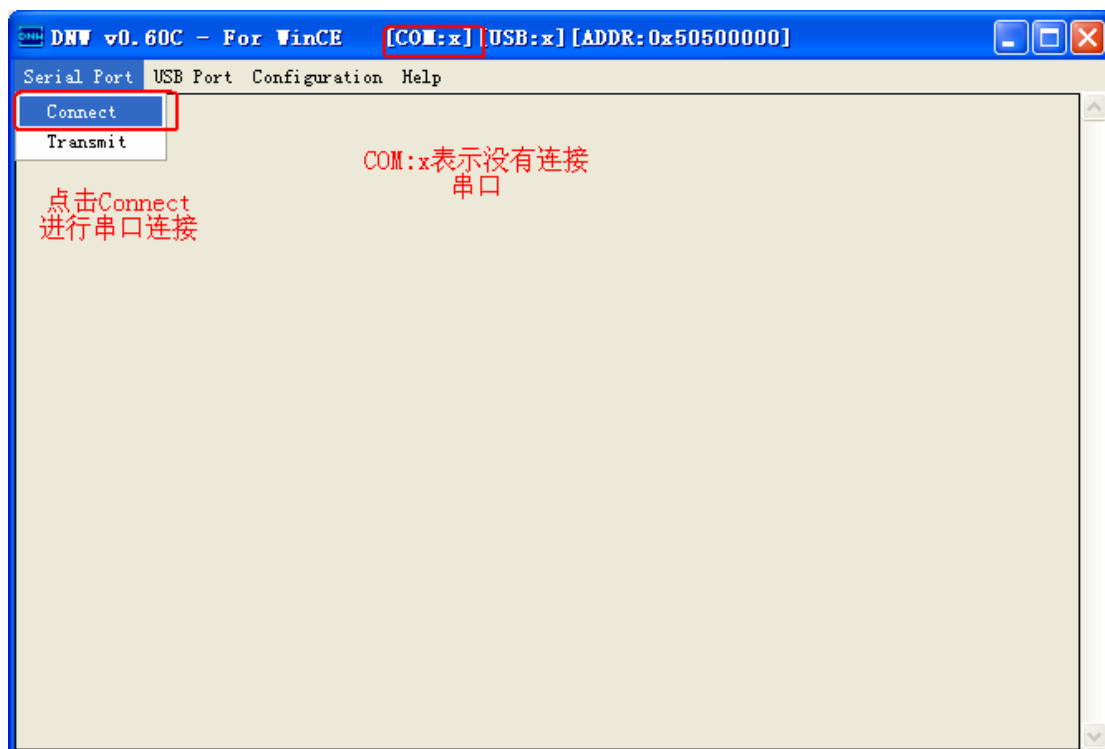 DNW v0.60C - For WinCE [COM:x][USB:x][ADDR:0x50500000]
Serial Port USB Port Configuration Help
Connect
Transmit
COM:x表示没有连接
串口
点击Connect
进行串口连接